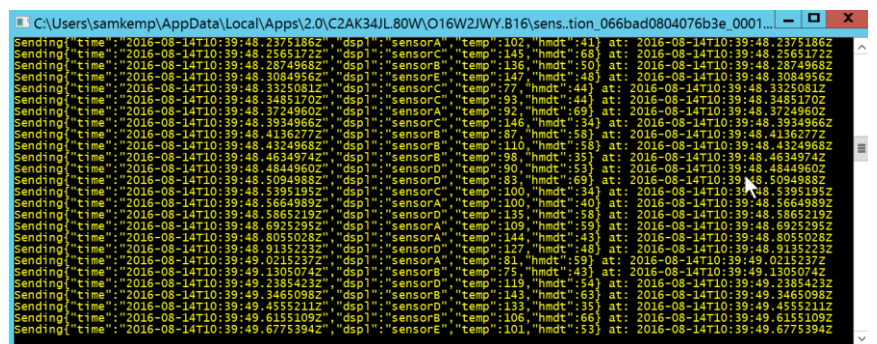 C:\Users\samkemp\AppData\Local\Apps\2.0\C2AK34JL.80W\O16W2JWY.B16\sens..tion_066bad0804076b3e_0001...
Sending{"time":"2016-08-14T10:39:48.2375186Z","dspl":"sensorA","temp":102,"hmdt":41} at: 2016-08-14T10:39:48.2375186Z
Sending{"time":"2016-08-14T10:39:48.2565172Z","dspl":"sensorC","temp":145,"hmdt":68} at: 2016-08-14T10:39:48.2565172Z
Sending{"time":"2016-08-14T10:39:48.2874968Z","dspl":"sensorB","temp":136,"hmdt":50} at: 2016-08-14T10:39:48.2874968Z
Sending{"time":"2016-08-14T10:39:48.3084956Z","dspl":"sensorE","temp":147,"hmdt":48} at: 2016-08-14T10:39:48.3084956Z
Sending{"time":"2016-08-14T10:39:48.3325081Z","dspl":"sensorC","temp":77,"hmdt":44} at: 2016-08-14T10:39:48.3325081Z
Sending{"time":"2016-08-14T10:39:48.3485170Z","dspl":"sensorC","temp":93,"hmdt":44} at: 2016-08-14T10:39:48.3485170Z
Sending{"time":"2016-08-14T10:39:48.3724960Z","dspl":"sensorA","temp":92,"hmdt":69} at: 2016-08-14T10:39:48.3724960Z
Sending{"time":"2016-08-14T10:39:48.3934966Z","dspl":"sensorC","temp":146,"hmdt":34} at: 2016-08-14T10:39:48.3934966Z
Sending{"time":"2016-08-14T10:39:48.4136277Z","dspl":"sensorB","temp":87,"hmdt":58} at: 2016-08-14T10:39:48.4136277Z
Sending{"time":"2016-08-14T10:39:48.4324968Z","dspl":"sensorB","temp":110,"hmdt":58} at: 2016-08-14T10:39:48.4324968Z
Sending{"time":"2016-08-14T10:39:48.4634974Z","dspl":"sensorB","temp":98,"hmdt":35} at: 2016-08-14T10:39:48.4634974Z
Sending{"time":"2016-08-14T10:39:48.4844960Z","dspl":"sensorD","temp":90,"hmdt":53} at: 2016-08-14T10:39:48.4844960Z
Sending{"time":"2016-08-14T10:39:48.5094988Z","dspl":"sensorD","temp":83,"hmdt":69} at: 2016-08-14T10:39:48.5094988Z
Sending{"time":"2016-08-14T10:39:48.5395195Z","dspl":"sensorC","temp":100,"hmdt":34} at: 2016-08-14T10:39:48.5395195Z
Sending{"time":"2016-08-14T10:39:48.5664989Z","dspl":"sensorA","temp":100,"hmdt":40} at: 2016-08-14T10:39:48.5664989Z
Sending{"time":"2016-08-14T10:39:48.5865219Z","dspl":"sensorD","temp":135,"hmdt":58} at: 2016-08-14T10:39:48.5865219Z
Sending{"time":"2016-08-14T10:39:48.6925295Z","dspl":"sensorA","temp":109,"hmdt":59} at: 2016-08-14T10:39:48.6925295Z
Sending{"time":"2016-08-14T10:39:48.8055028Z","dspl":"sensorA","temp":144,"hmdt":43} at: 2016-08-14T10:39:48.8055028Z
Sending{"time":"2016-08-14T10:39:48.9135223Z","dspl":"sensorD","temp":127,"hmdt":48} at: 2016-08-14T10:39:48.9135223Z
Sending{"time":"2016-08-14T10:39:49.0215237Z","dspl":"sensorA","temp":81,"hmdt":59} at: 2016-08-14T10:39:49.0215237Z
Sending{"time":"2016-08-14T10:39:49.1305074Z","dspl":"sensorB","temp":75,"hmdt":43} at: 2016-08-14T10:39:49.1305074Z
Sending{"time":"2016-08-14T10:39:49.2385423Z","dspl":"sensorD","temp":119,"hmdt":54} at: 2016-08-14T10:39:49.2385423Z
Sending{"time":"2016-08-14T10:39:49.3465098Z","dspl":"sensorB","temp":143,"hmdt":63} at: 2016-08-14T10:39:49.3465098Z
Sending{"time":"2016-08-14T10:39:49.4555211Z","dspl":"sensorD","temp":133,"hmdt":35} at: 2016-08-14T10:39:49.4555211Z
Sending{"time":"2016-08-14T10:39:49.6155109Z","dspl":"sensorB","temp":106,"hmdt":66} at: 2016-08-14T10:39:49.6155109Z
Sending{"time":"2016-08-14T10:39:49.6775394Z","dspl":"sensorE","temp":101,"hmdt":53} at: 2016-08-14T10:39:49.6775394Z